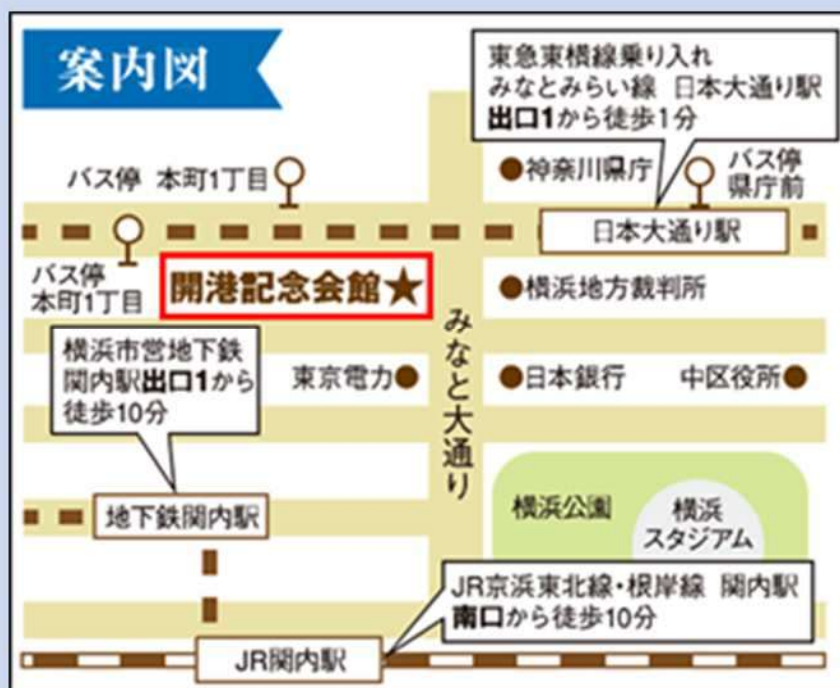 案内図
東急東横線乗り入れ
みなとみらい線 日本大通り駅
出口1から徒歩1分
バス停 本町1丁目
神奈川県庁
バス停
県庁前
日本大通り駅
バス停
本町1丁目
開港記念会館★
横浜地方裁判所
みなと大通り
横浜市営地下鉄
関内駅出口1から
徒歩10分
東京電力
日本銀行
中区役所
地下鉄関内駅
横浜公園
横浜
スタジアム
JR京浜東北線・根岸線 関内駅
南口から徒歩10分
JR関内駅